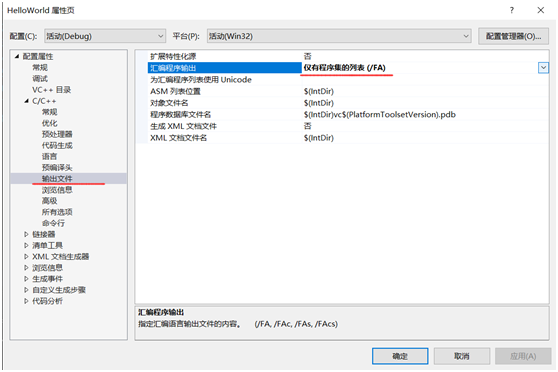 HelloWorld 属性页
配置(C): 活动(Debug) 平台(P): 活动(Win32) 配置管理器(O)...
配置属性
常规
调试
VC++ 目录
C/C++
常规
优化
预处理器
代码生成
语言
预编译头
输出文件
浏览信息
高级
所有选项
命令行
链接器
清单工具
XML 文档生成器
浏览信息
生成事件
自定义生成步骤
代码分析
扩展特性化源 否
汇编程序输出 仅有程序集的列表 (/FA)
为汇编程序列表使用 Unicode
ASM 列表位置 $(IntDir)
对象文件名 $(IntDir)
程序数据库文件名 $(IntDir)vc$(PlatformToolsetVersion).pdb
生成 XML 文档文件 否
XML 文档文件名 $(IntDir)
汇编程序输出
指定汇编语言输出文件的内容。 (/FA, /FAc, /FAs, /FAcs)
确定 取消 应用(A)